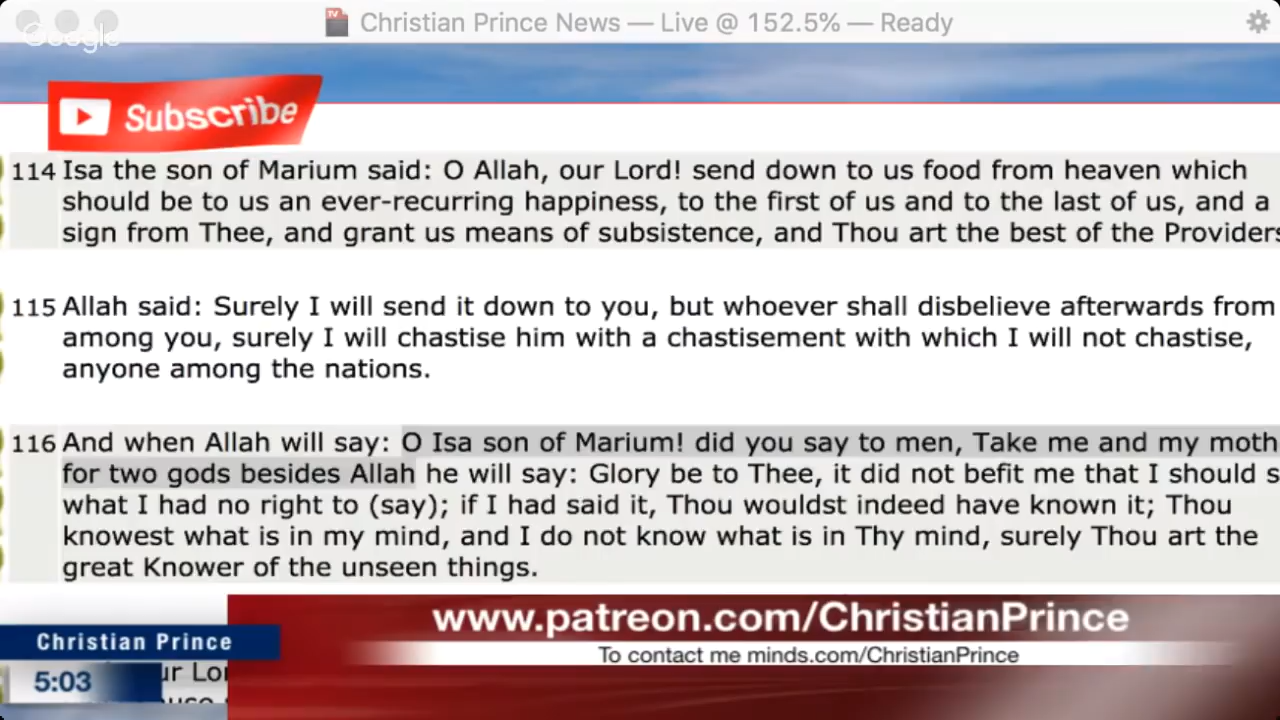 Christian Prince News — Live @ 152.5% — Ready
Google
Subscribe
114 Isa the son of Marium said: O Allah, our Lord! send down to us food from heaven which
should be to us an ever-recurring happiness, to the first of us and to the last of us, and a
sign from Thee, and grant us means of subsistence, and Thou art the best of the Providers
115 Allah said: Surely I will send it down to you, but whoever shall disbelieve afterwards from
among you, surely I will chastise him with a chastisement with which I will not chastise,
anyone among the nations.
116 And when Allah will say: O Isa son of Marium! did you say to men, Take me and my moth
for two gods besides Allah he will say: Glory be to Thee, it did not befit me that I should s
what I had no right to (say); if I had said it, Thou wouldst indeed have known it; Thou
knowest what is in my mind, and I do not know what is in Thy mind, surely Thou art the
great Knower of the unseen things.
www.patreon.com/ChristianPrince
Christian Prince
To contact me minds.com/ChristianPrince
5:03